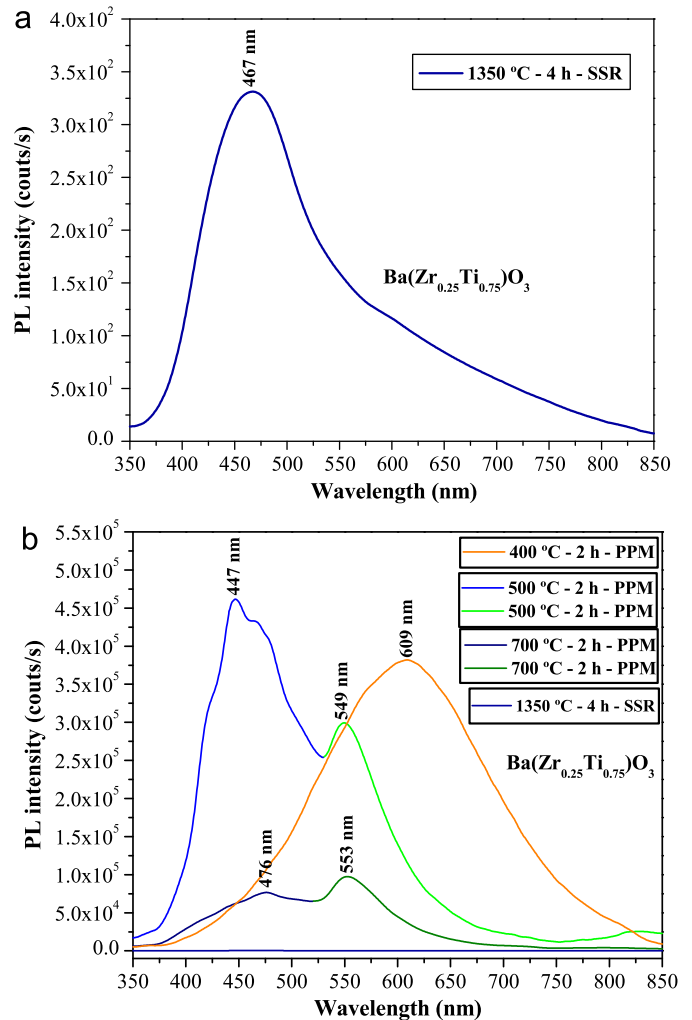 a
4.0x10²
3.5x10²
3.0x10²
2.5x10²
2.0x10²
1.5x10²
1.0x10²
5.0x10¹
0.0
PL intensity (couts/s)
467 nm
1350 ºC - 4 h - SSR
Ba(Zr₀.₂₅Ti₀.₇₅)O₃
350 400 450 500 550 600 650 700 750 800 850
Wavelength (nm)
b
5.5x10⁵
5.0x10⁵
4.5x10⁵
4.0x10⁵
3.5x10⁵
3.0x10⁵
2.5x10⁵
2.0x10⁵
1.5x10⁵
1.0x10⁵
5.0x10⁴
0.0
PL intensity (couts/s)
447 nm
549 nm
609 nm
476 nm
553 nm
400 ºC - 2 h - PPM
500 ºC - 2 h - PPM
500 ºC - 2 h - PPM
700 ºC - 2 h - PPM
700 ºC - 2 h - PPM
1350 ºC - 4 h - SSR
Ba(Zr₀.₂₅Ti₀.₇₅)O₃
350 400 450 500 550 600 650 700 750 800 850
Wavelength (nm)